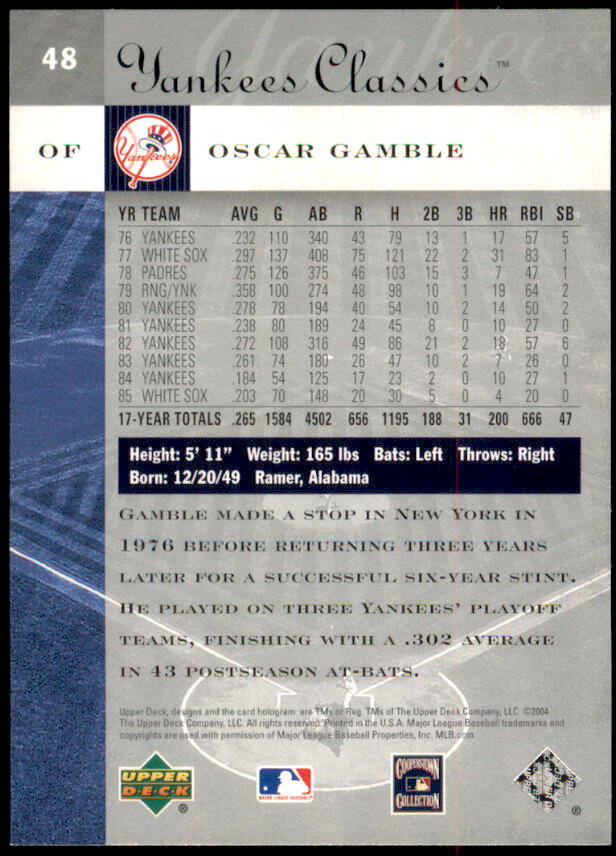 48
Yankees Classics™
OF
Yankees
OSCAR GAMBLE
YR TEAM AVG G AB R H 2B 3B HR RBI SB
76 YANKEES .232 110 340 43 79 13 1 17 57 5
77 WHITE SOX .297 137 408 75 121 22 2 31 83 1
78 PADRES .275 126 375 46 103 15 3 7 47 1
79 RNG/YNK .358 100 274 48 98 10 1 19 64 2
80 YANKEES .278 78 194 40 54 10 2 14 50 2
81 YANKEES .238 80 189 24 45 8 0 10 27 0
82 YANKEES .272 108 316 49 86 21 2 18 57 6
83 YANKEES .261 74 180 26 47 10 2 7 26 0
84 YANKEES .184 54 125 17 23 2 0 10 27 1
85 WHITE SOX .203 70 148 20 30 5 0 4 20 0
17-YEAR TOTALS .265 1584 4502 656 1195 188 31 200 666 47
Height: 5' 11" Weight: 165 lbs Bats: Left Throws: Right
Born: 12/20/49 Ramer, Alabama
GAMBLE MADE A STOP IN NEW YORK IN
1976 BEFORE RETURNING THREE YEARS
LATER FOR A SUCCESSFUL SIX-YEAR STINT.
HE PLAYED ON THREE YANKEES' PLAYOFF
TEAMS, FINISHING WITH A .302 AVERAGE
IN 43 POSTSEASON AT-BATS.
Upper Deck, designs and the card hologram are TMs or Reg. TMs of The Upper Deck Company, LLC. ©2004
The Upper Deck Company, LLC. All rights reserved. Printed in the U.S.A. Major League Baseball trademarks and
copyrights are used with permission of Major League Baseball Properties, Inc. MLB.com
UPPER
DECK
®
MAJOR LEAGUE BASEBALL
COOPERSTOWN
COLLECTION
®